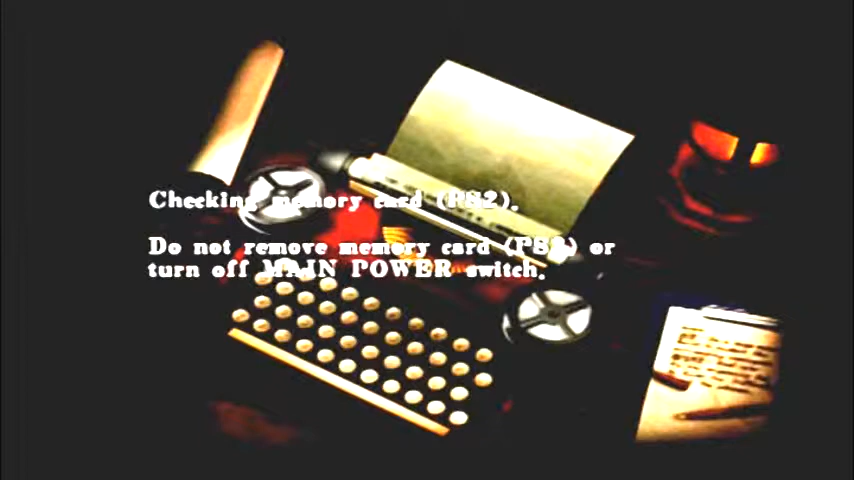 Checking memory card (PS2).
Do not remove memory card (PS2) or
turn off MAIN POWER switch.